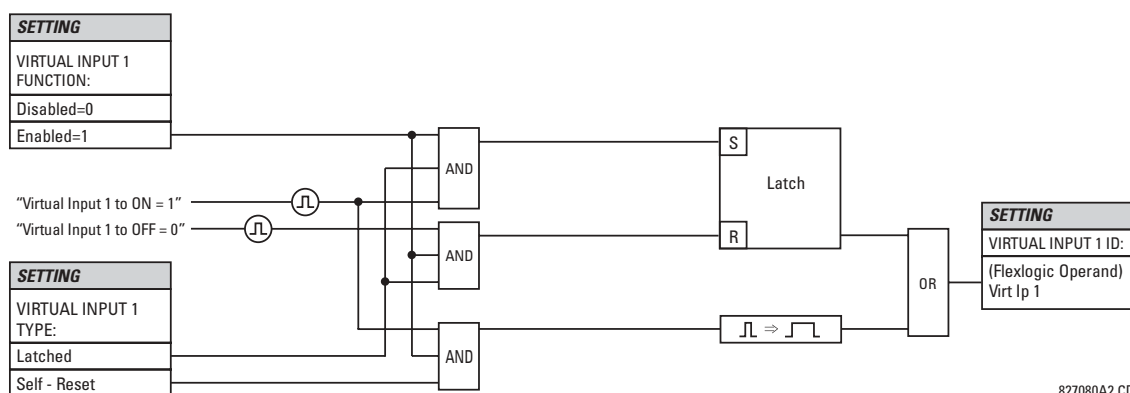 SETTING
VIRTUAL INPUT 1
FUNCTION:
Disabled=0
Enabled=1
"Virtual Input 1 to ON = 1"
"Virtual Input 1 to OFF = 0"
SETTING
VIRTUAL INPUT 1
TYPE:
Latched
Self - Reset
AND
AND
AND
S
Latch
R
OR
SETTING
VIRTUAL INPUT 1 ID:
(Flexlogic Operand)
Virt Ip 1